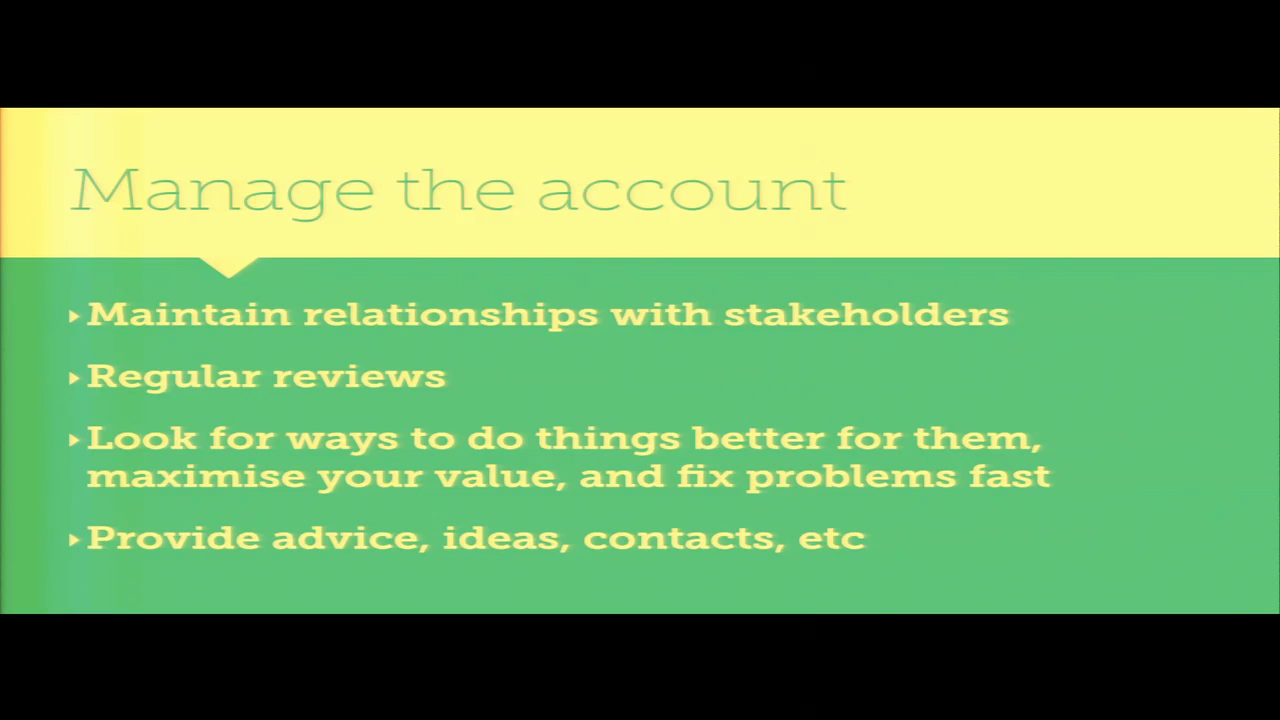 Manage the account
Maintain relationships with stakeholders
Regular reviews
Look for ways to do things better for them,
maximise your value, and fix problems fast
Provide advice, ideas, contacts, etc